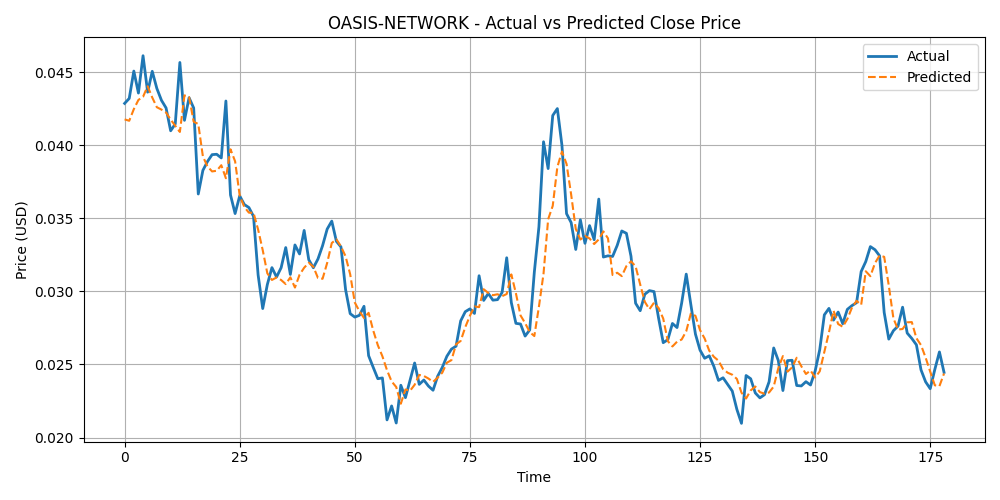 OASIS-NETWORK - Actual vs Predicted Close Price
Actual
Predicted
Price (USD)
0.045
0.040
0.035
0.030
0.025
0.020
0 25 50 75 100 125 150 175
Time